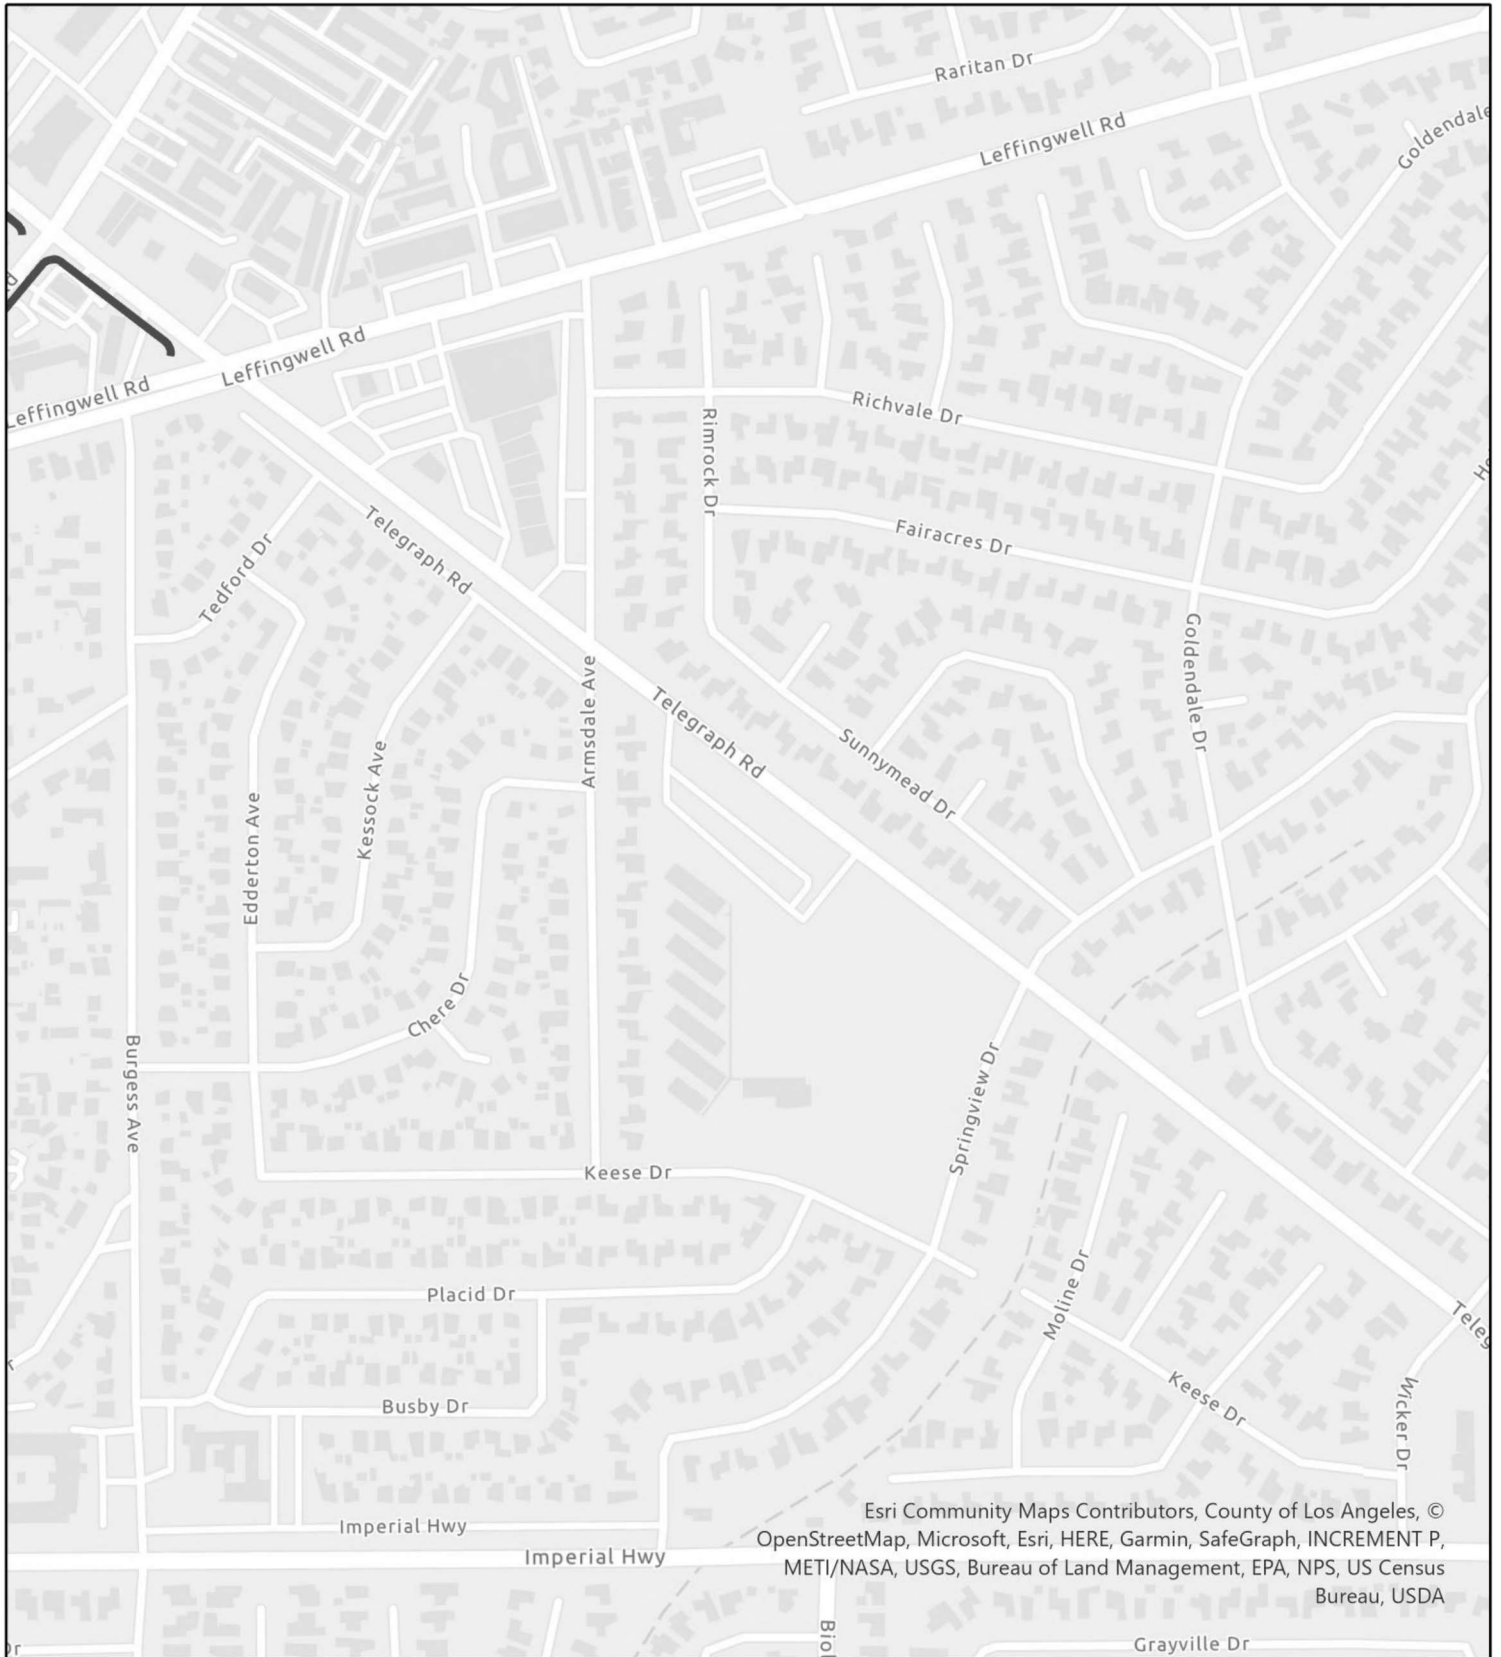 Raritan Dr
Leffingwell Rd
Goldendale
Leffingwell Rd
Leffingwell Rd
Richvale Dr
Rimrock Dr
Fairacres Dr
Telegraph Rd
Tedford Dr
Goldendale Dr
Armsdale Ave
Telegraph Rd
Sunnymead Dr
Kessock Ave
Edderton Ave
Chere Dr
Burgess Ave
Springview Dr
Keese Dr
Moline Dr
Placid Dr
Teleg
Keese Dr
Wicker Dr
Busby Dr
Imperial Hwy
Imperial Hwy
Esri Community Maps Contributors, County of Los Angeles, ©
OpenStreetMap, Microsoft, Esri, HERE, Garmin, SafeGraph, INCREMENT P,
METI/NASA, USGS, Bureau of Land Management, EPA, NPS, US Census
Bureau, USDA
Grayville Dr